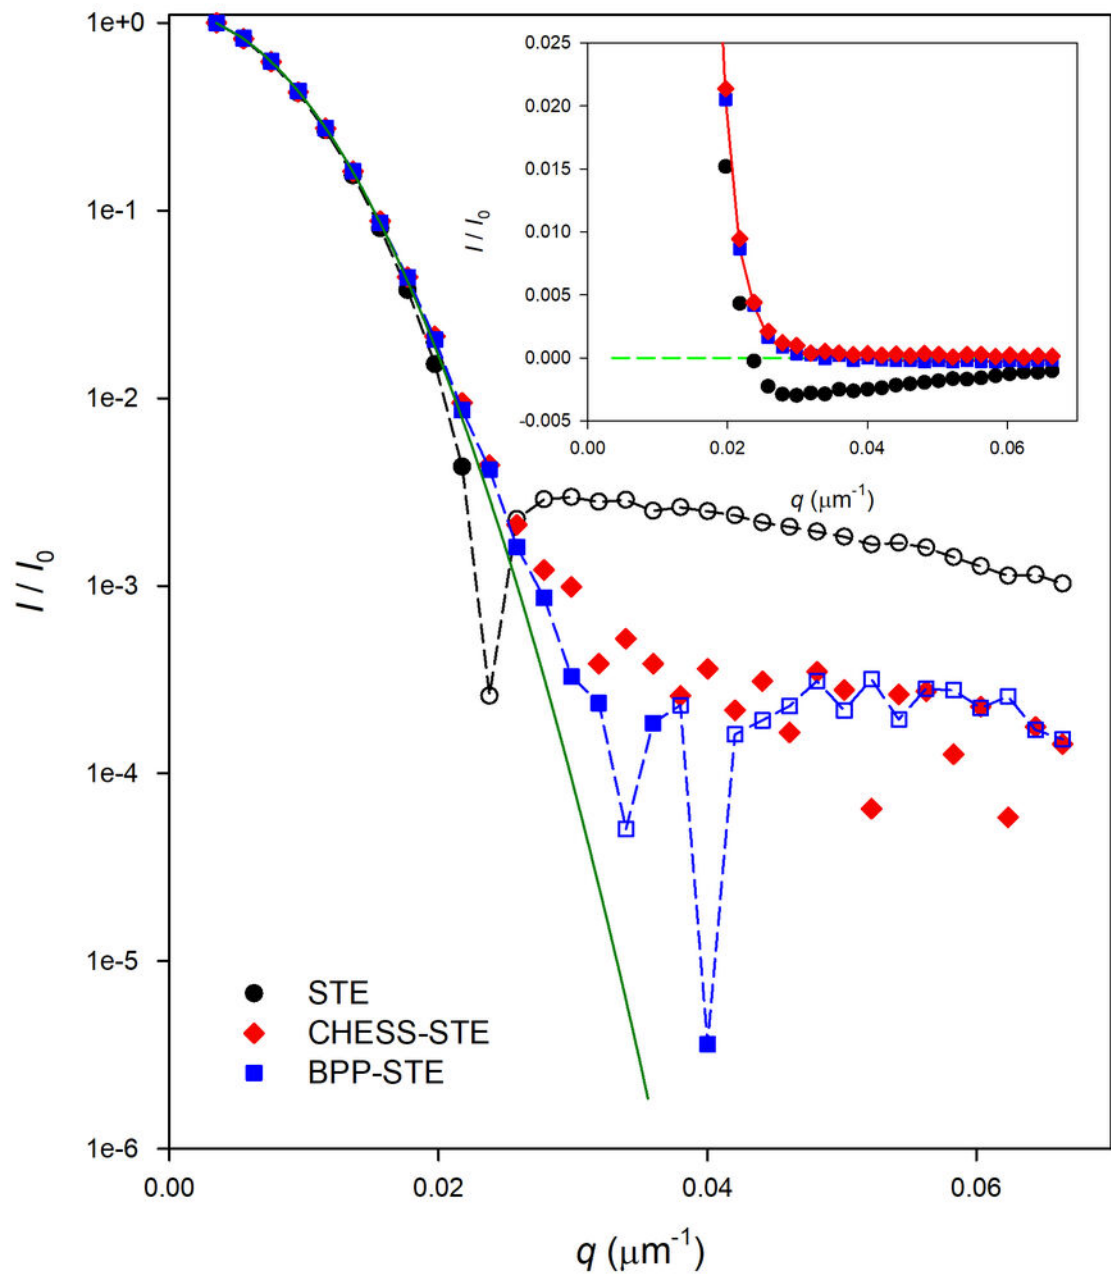 1e+0
1e-1
1e-2
1e-3
1e-4
1e-5
1e-6
I / I0
0.00
0.02
0.04
0.06
q (μm-1)
STE
CHESS-STE
BPP-STE
0.025
0.020
0.015
0.010
0.005
0.000
-0.005
I / I0
0.00
0.02
0.04
0.06
q (μm-1)